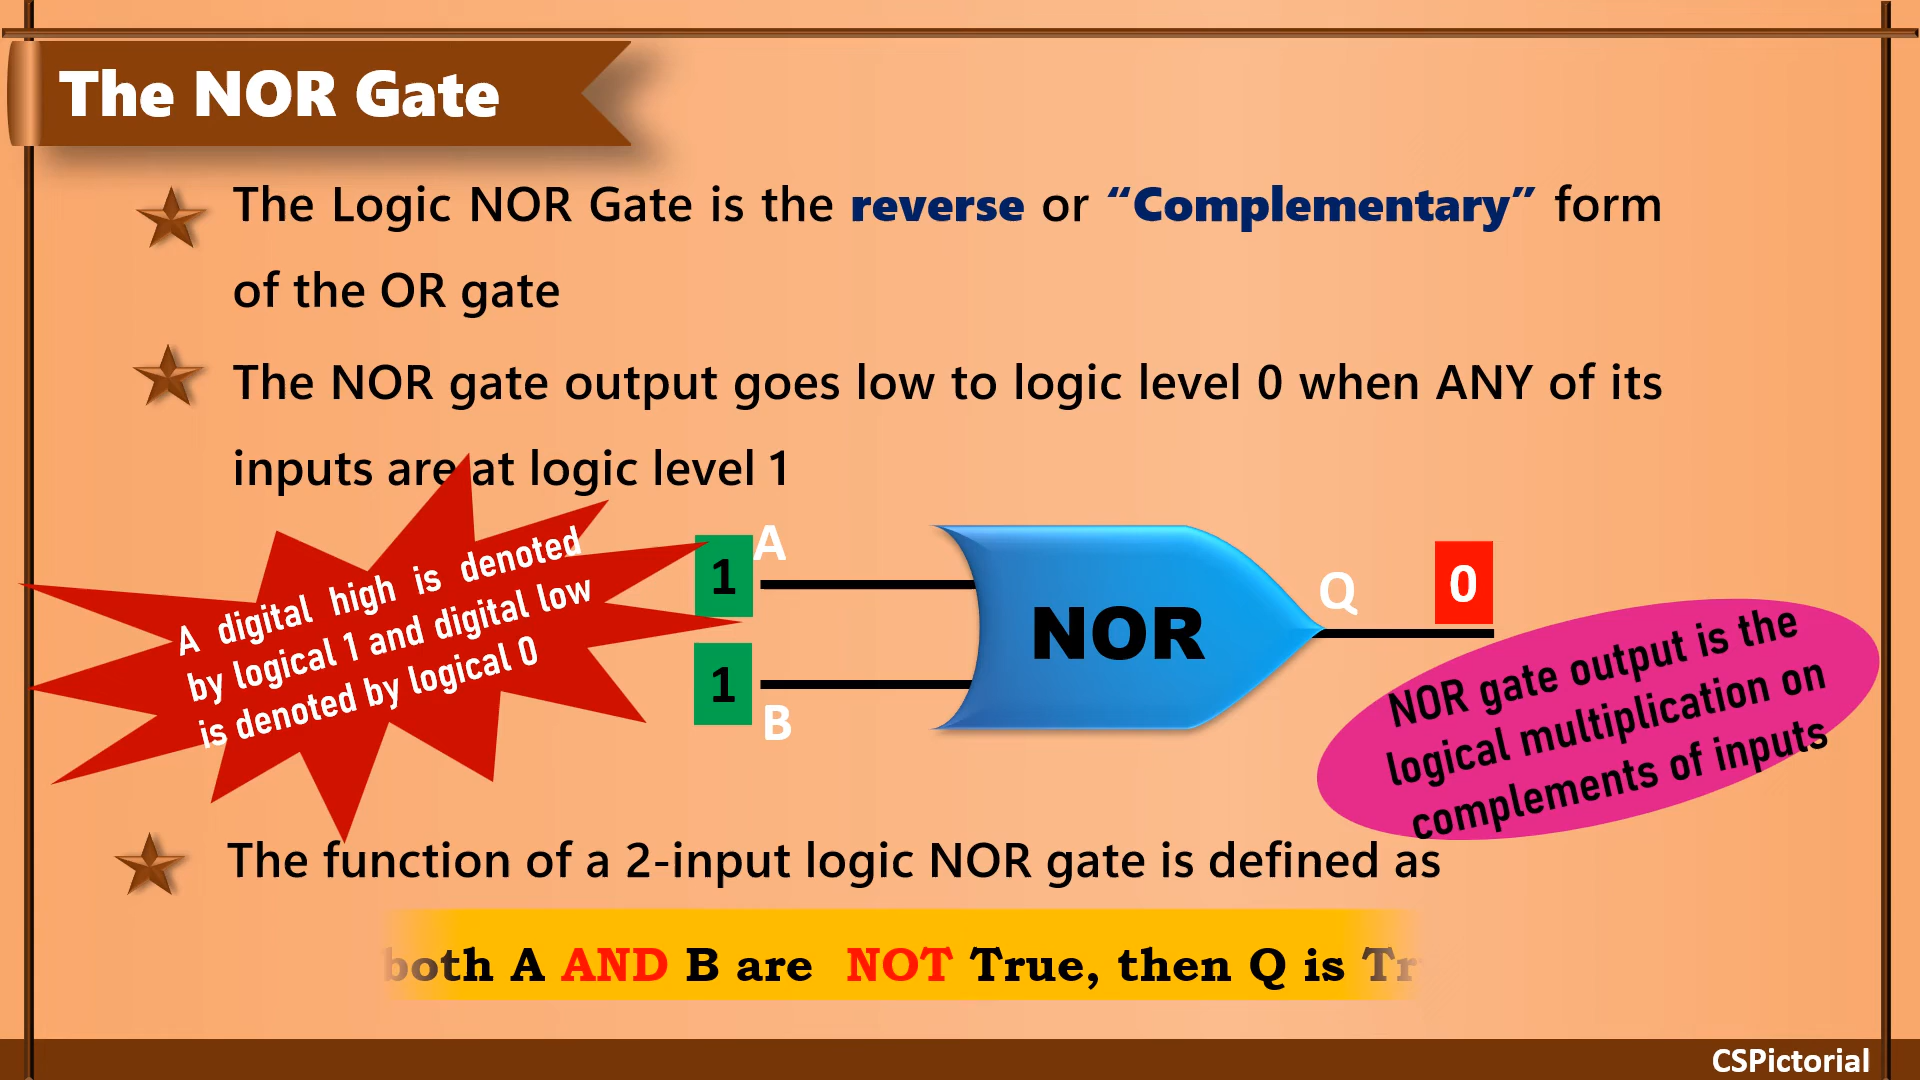 The NOR Gate
The Logic NOR Gate is the reverse or “Complementary” form
of the OR gate
The NOR gate output goes low to logic level 0 when ANY of its
inputs are at logic level 1
A digital high is denoted
by logical 1 and digital low
is denoted by logical 0
1 A
1
B
NOR
Q 0
NOR gate output is the
logical multiplication on
complements of inputs
The function of a 2-input logic NOR gate is defined as
both A AND B are NOT True, then Q is
CSPictorial